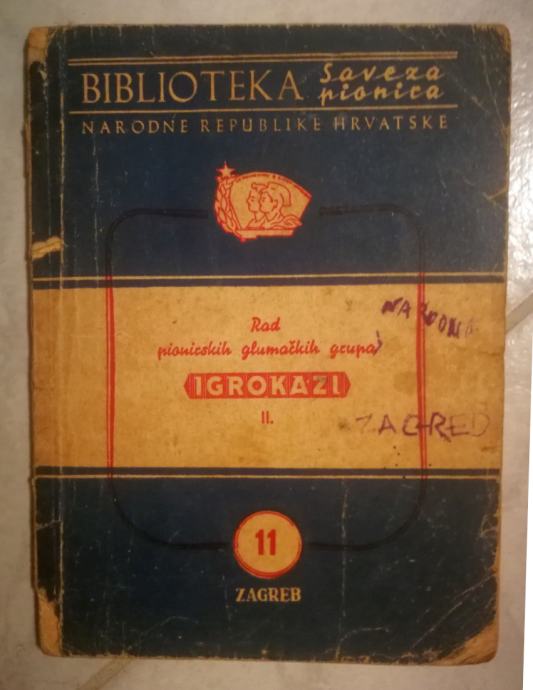 BIBLIOTEKA Saveza pionira
NARODNE REPUBLIKE HRVATSKE
Rad
pionirskih glumačkih grupa
IGROKAZI
II.
NARODNA
ZAGREB
11
ZAGREB